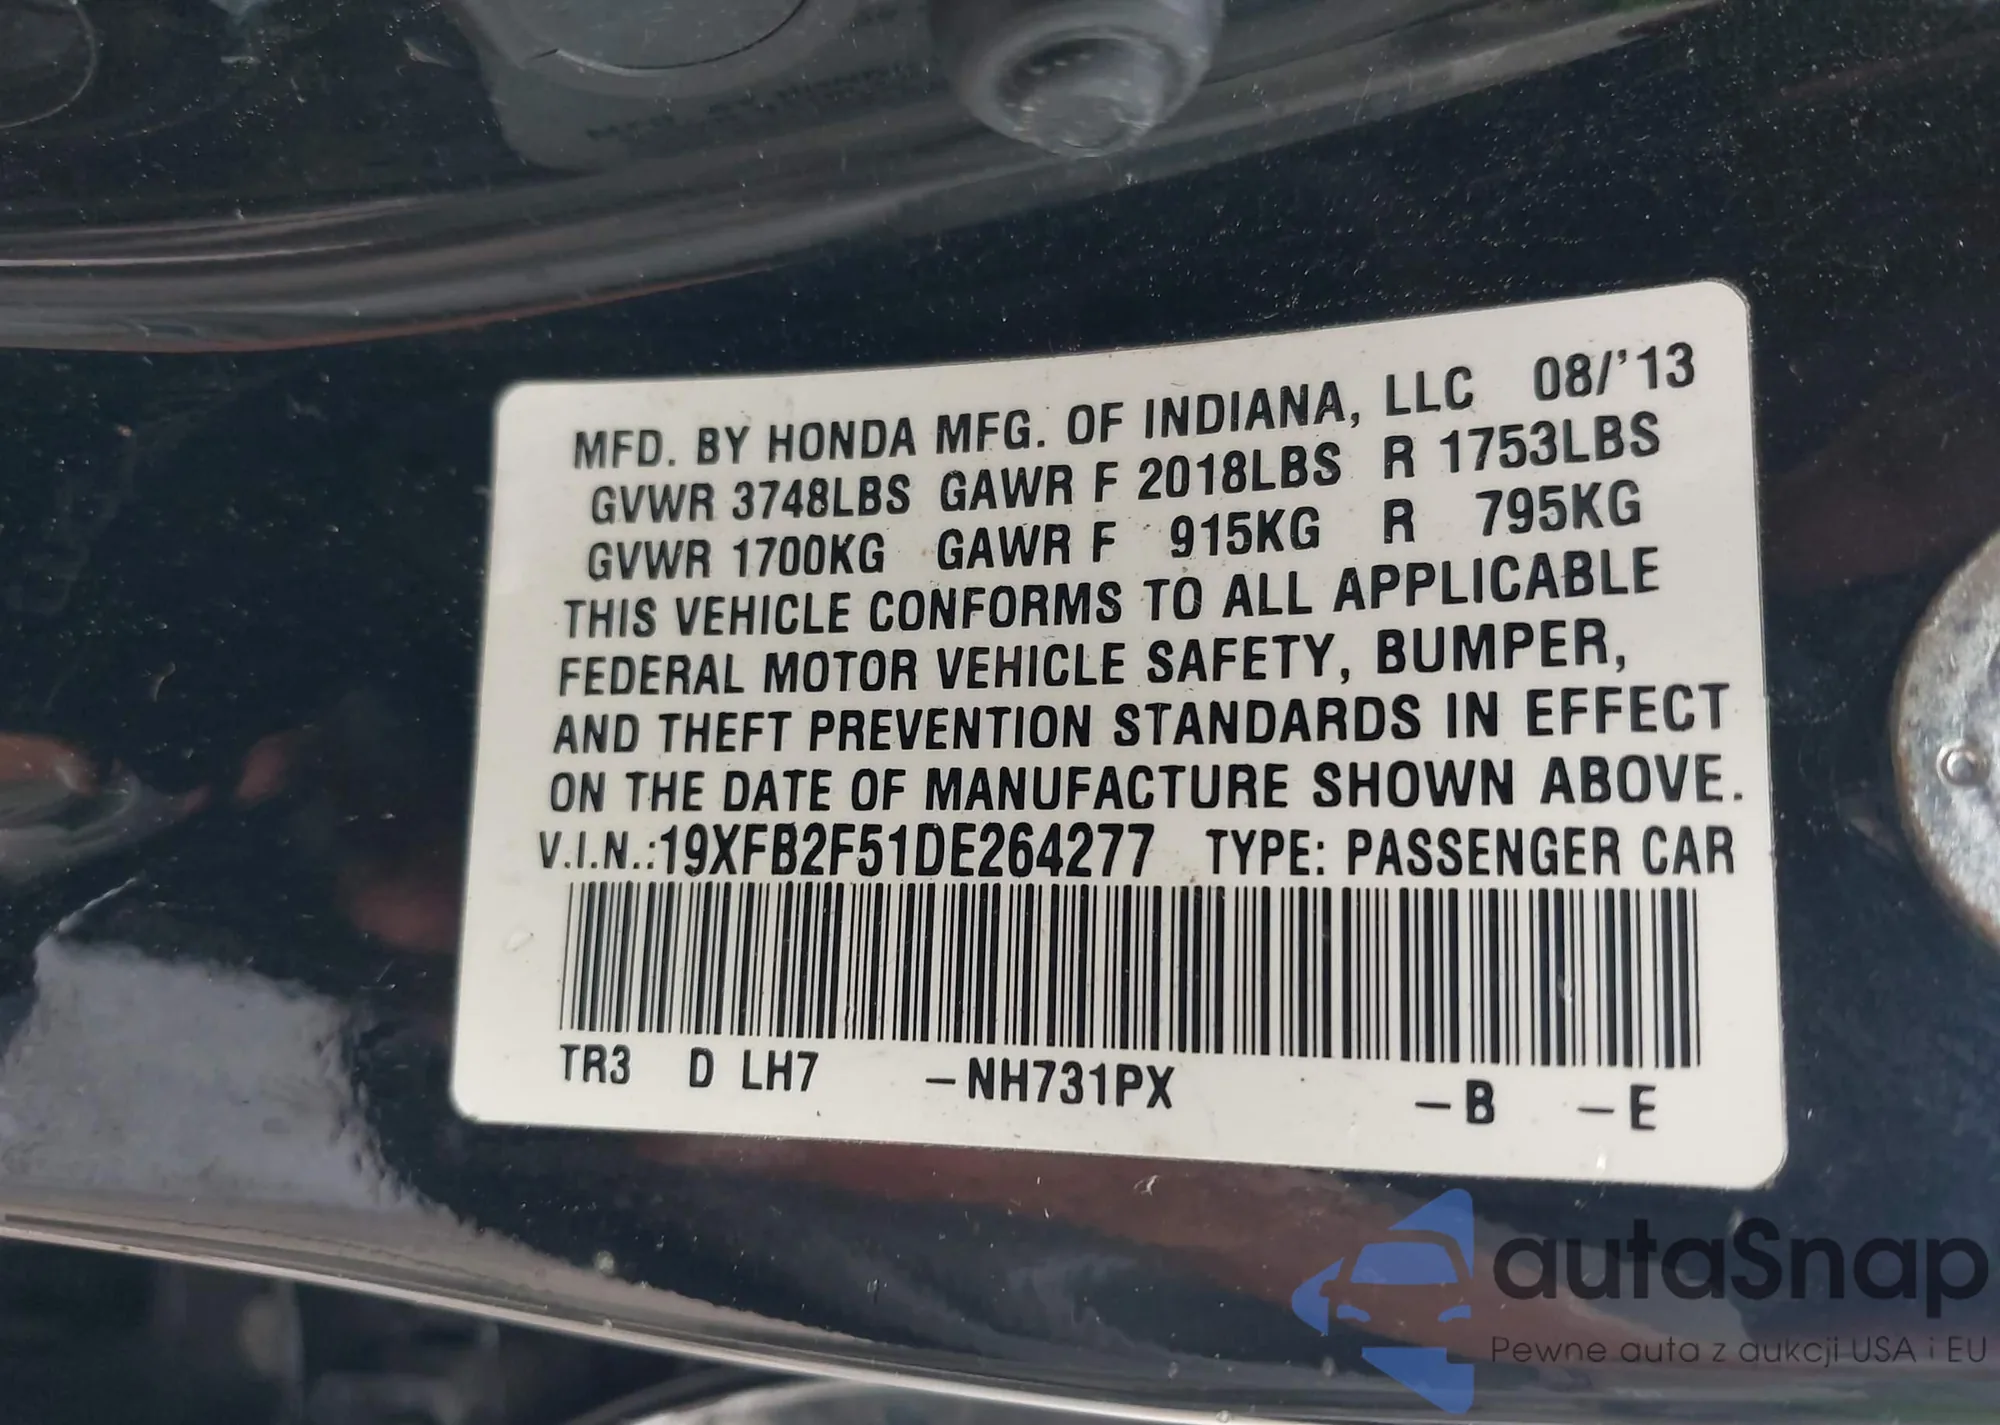 MFD. BY HONDA MFG. OF INDIANA, LLC 08/'13
GVWR 3748LBS GAWR F 2018LBS R 1753LBS
GVWR 1700KG GAWR F 915KG R 795KG
THIS VEHICLE CONFORMS TO ALL APPLICABLE
FEDERAL MOTOR VEHICLE SAFETY, BUMPER,
AND THEFT PREVENTION STANDARDS IN EFFECT
ON THE DATE OF MANUFACTURE SHOWN ABOVE.
V.I.N.:19XFB2F51DE264277 TYPE: PASSENGER CAR
TR3 D LH7 -NH731PX -B -E
autaSnap
Pewne auta z aukcji USA i EU